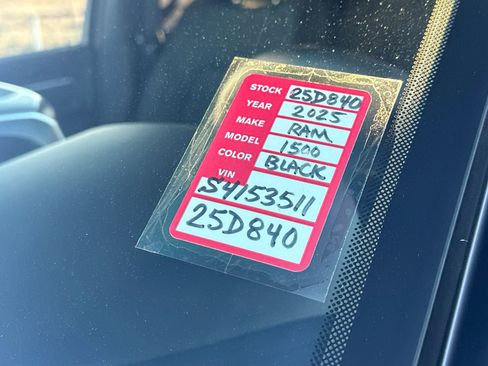 STOCK 25D840
YEAR 2025
MAKE RAM
MODEL 1500
COLOR BLACK
VIN
S4153511
25D840